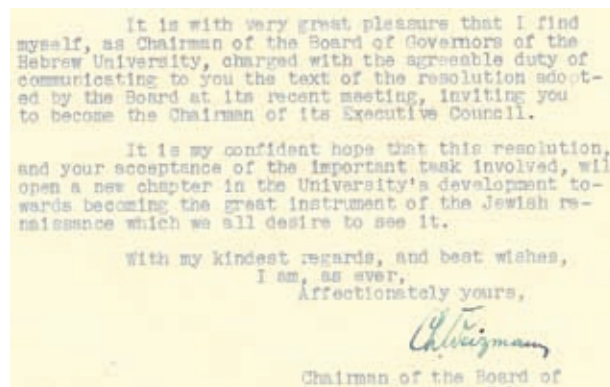 It is with very great pleasure that I find
myself, as Chairman of the Board of Governors of the
Hebrew University, charged with the agreeable duty of
communicating to you the text of the resolution adopt-
ed by the Board at its recent meeting, inviting you
to become the Chairman of its Executive Council.
It is my confident hope that this resolution,
and your acceptance of the important task involved, wil
open a new chapter in the University's development to-
wards becoming the great instrument of the Jewish re-
naissance which we all desire to see it.
With my kindest regards, and best wishes,
I am, as ever,
Affectionately yours,
Ch. Weizmann
Chairman of the Board of